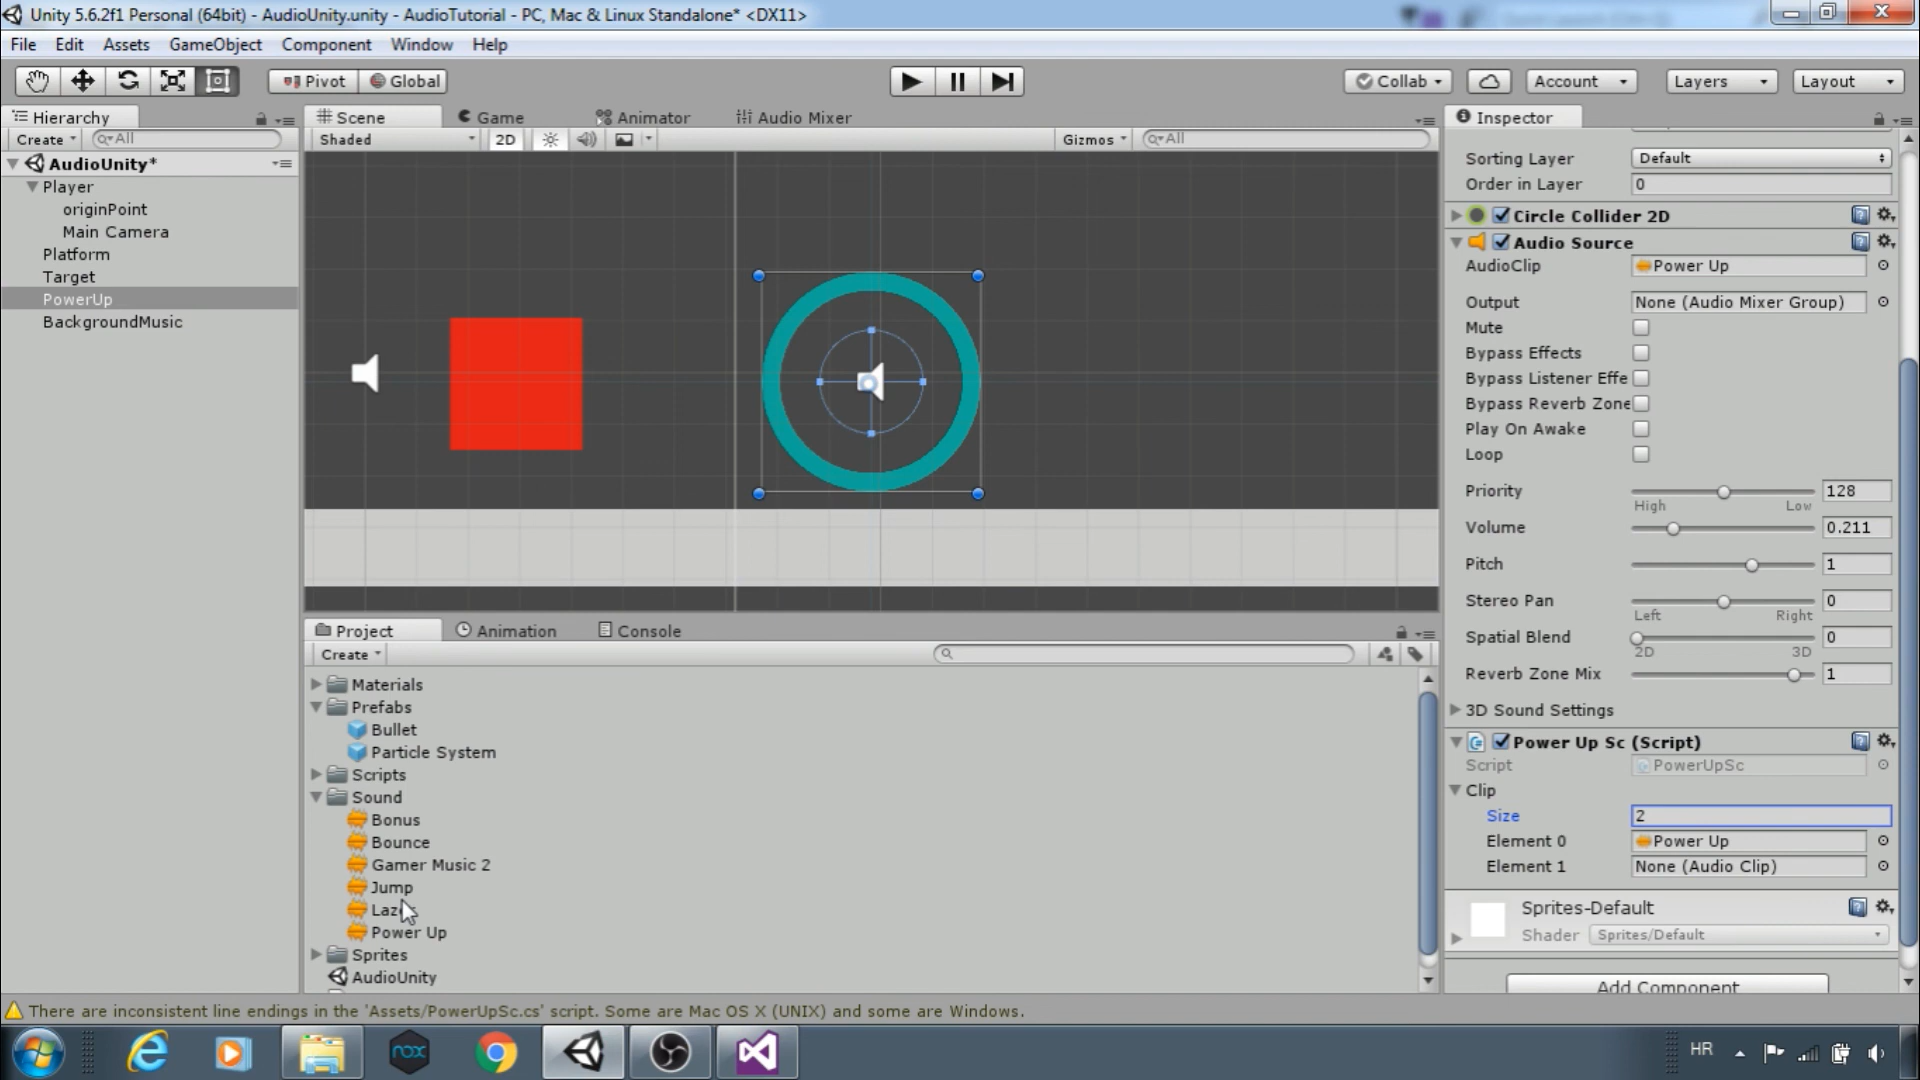 Unity 5.6.2f1 Personal (64bit) - AudioUnity.unity - AudioTutorial - PC, Mac & Linux Standalone* <DX11>
File Edit Assets GameObject Component Window Help
Pivot Global Collab Account Layers Layout
Hierarchy
Create All
AudioUnity*
Player
originPoint
Main Camera
Platform
Target
PowerUp
BackgroundMusic
Scene Game Animator Audio Mixer
Shaded 2D Gizmos All
Project Animation Console
Create
Materials
Prefabs
Bullet
Particle System
Scripts
Sound
Bonus
Bounce
Gamer Music 2
Jump
Power Up
Sprites
AudioUnity
Inspector
Sorting Layer Default
Order in Layer 0
Circle Collider 2D
Audio Source
AudioClip Power Up
Output None (Audio Mixer Group)
Mute
Bypass Effects
Bypass Listener Effe
Bypass Reverb Zone
Play On Awake
Loop
Priority 128
High Low
Volume 0.211
Pitch 1
Stereo Pan 0
Left Right
Spatial Blend 0
2D 3D
Reverb Zone Mix 1
3D Sound Settings
Power Up Sc (Script)
Script PowerUpSc
Clip
Size 2
Element 0 Power Up
Element 1 None (Audio Clip)
Sprites-Default
Shader Sprites/Default
Add Component
There are inconsistent line endings in the 'Assets/PowerUpSc.cs' script. Some are Mac OS X (UNIX) and some are Windows.
nox
HR